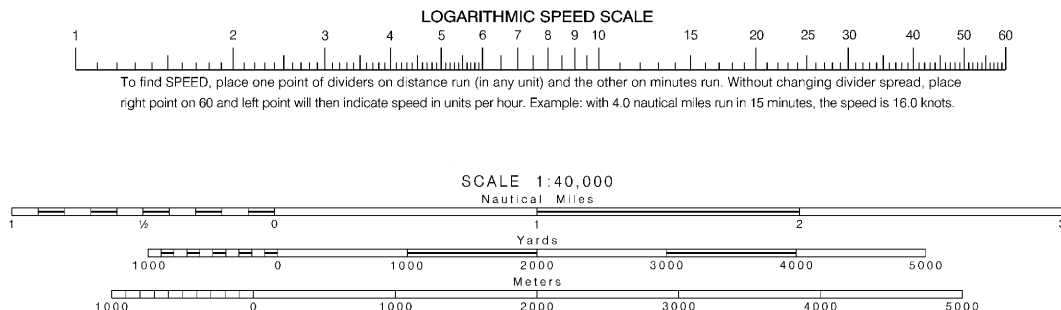 LOGARITHMIC SPEED SCALE
1 2 3 4 5 6 7 8 9 10 15 20 25 30 40 50 60
To find SPEED, place one point of dividers on distance run (in any unit) and the other on minutes run. Without changing divider spread, place
right point on 60 and left point will then indicate speed in units per hour. Example: with 4.0 nautical miles run in 15 minutes, the speed is 16.0 knots.
SCALE 1:40,000
Nautical Miles
1 ½ 0 1 2 3
Yards
1000 0 1000 2000 3000 4000 5000
Meters
1000 0 1000 2000 3000 4000 5000